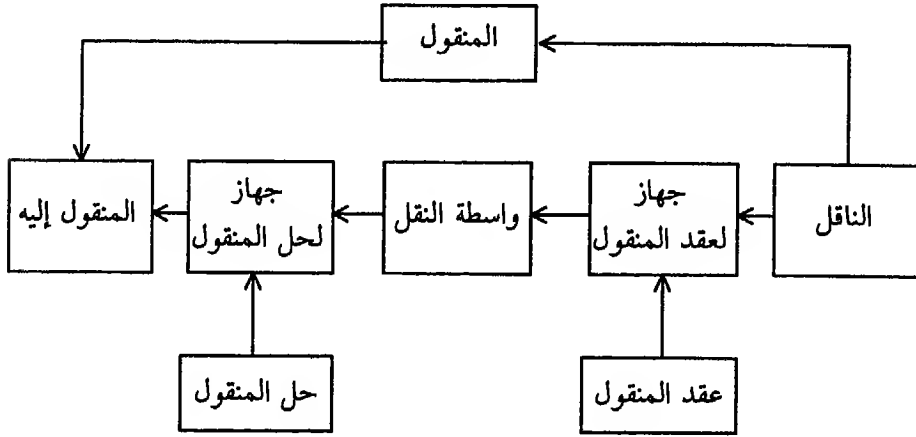 المنقول
الناقل
جهاز
لعقد المنقول
واسطة النقل
جهاز
لحل المنقول
المنقول إليه
عقد المنقول
حل المنقول